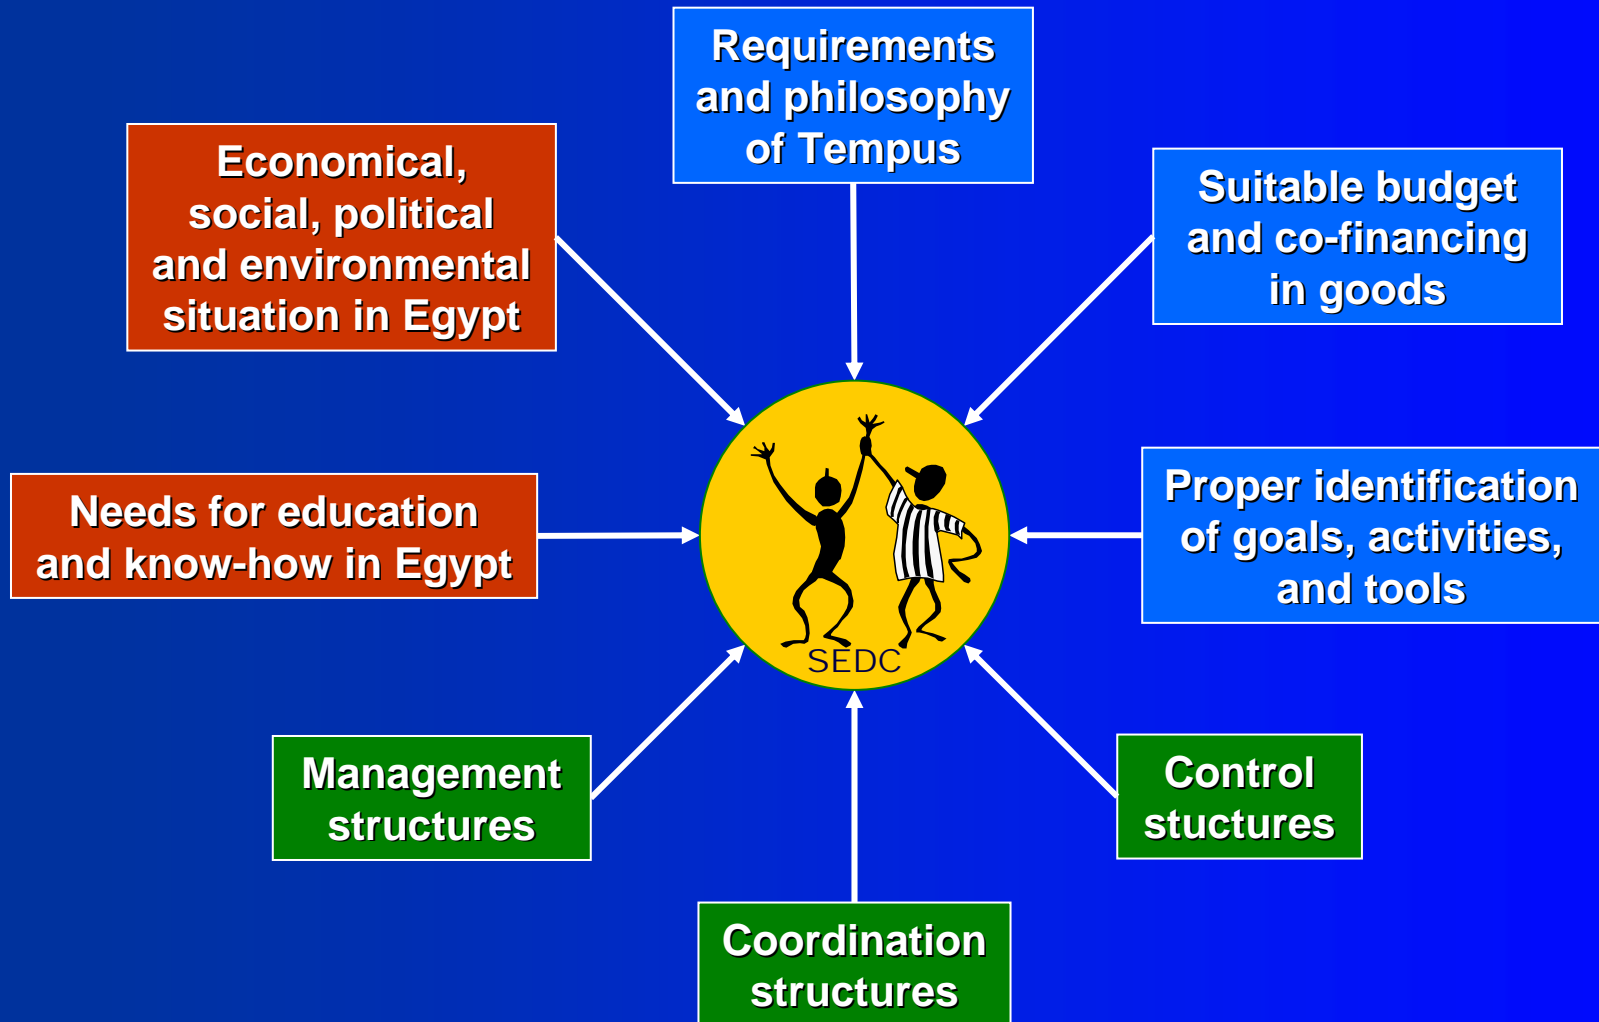 Requirements
and philosophy
of Tempus
Economical,
social, political
and environmental
situation in Egypt
Suitable budget
and co-financing
in goods
Needs for education
and know-how in Egypt
Proper identification
of goals, activities,
and tools
SEDC
Management
structures
Control
stuctures
Coordination
structures